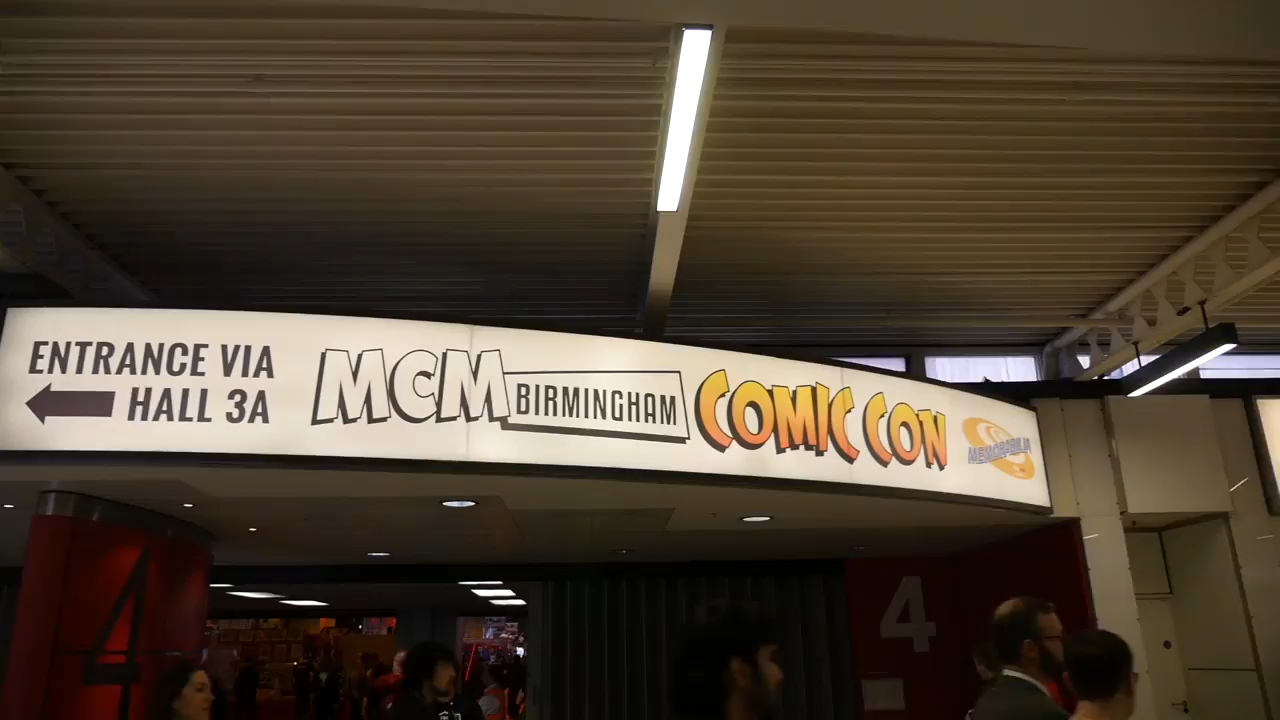 ENTRANCE VIA
HALL 3A
MCM BIRMINGHAM COMIC CON
MEMORABILIA
4
4